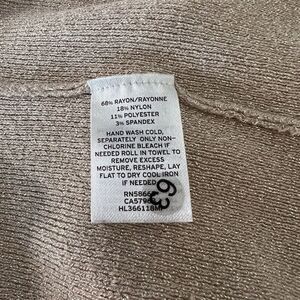 68% RAYON/RAYONNE
18% NYLON
11% POLYESTER
3% SPANDEX
HAND WASH COLD,
SEPARATELY ONLY NON-
CHLORINE BLEACH IF
NEEDED ROLL IN TOWEL TO
REMOVE EXCESS
MOISTURE, RESHAPE, LAY
FLAT TO DRY COOL IRON
IF NEEDED
63